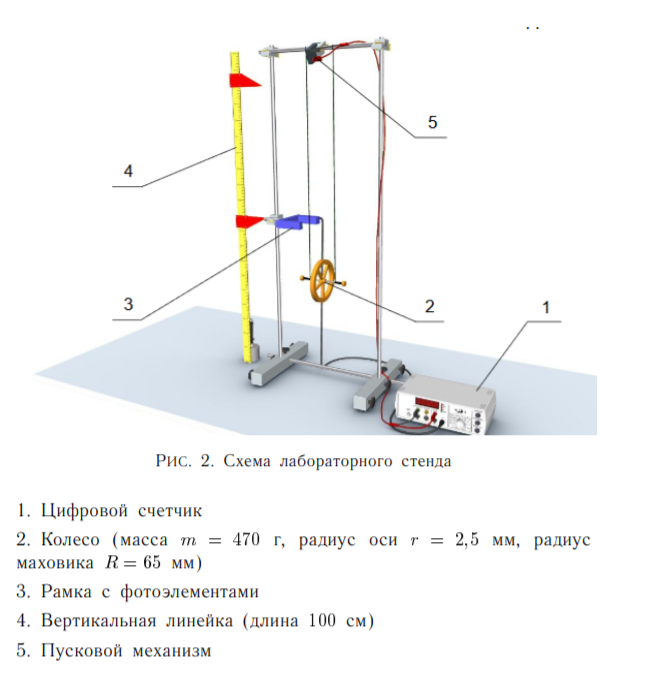 5
4
3
2
1
Рис. 2. Схема лабораторного стенда
1. Цифровой счетчик
2. Колесо (масса m = 470 г, радиус оси r = 2,5 мм, радиус
маховика R = 65 мм)
3. Рамка с фотоэлементами
4. Вертикальная линейка (длина 100 см)
5. Пусковой механизм